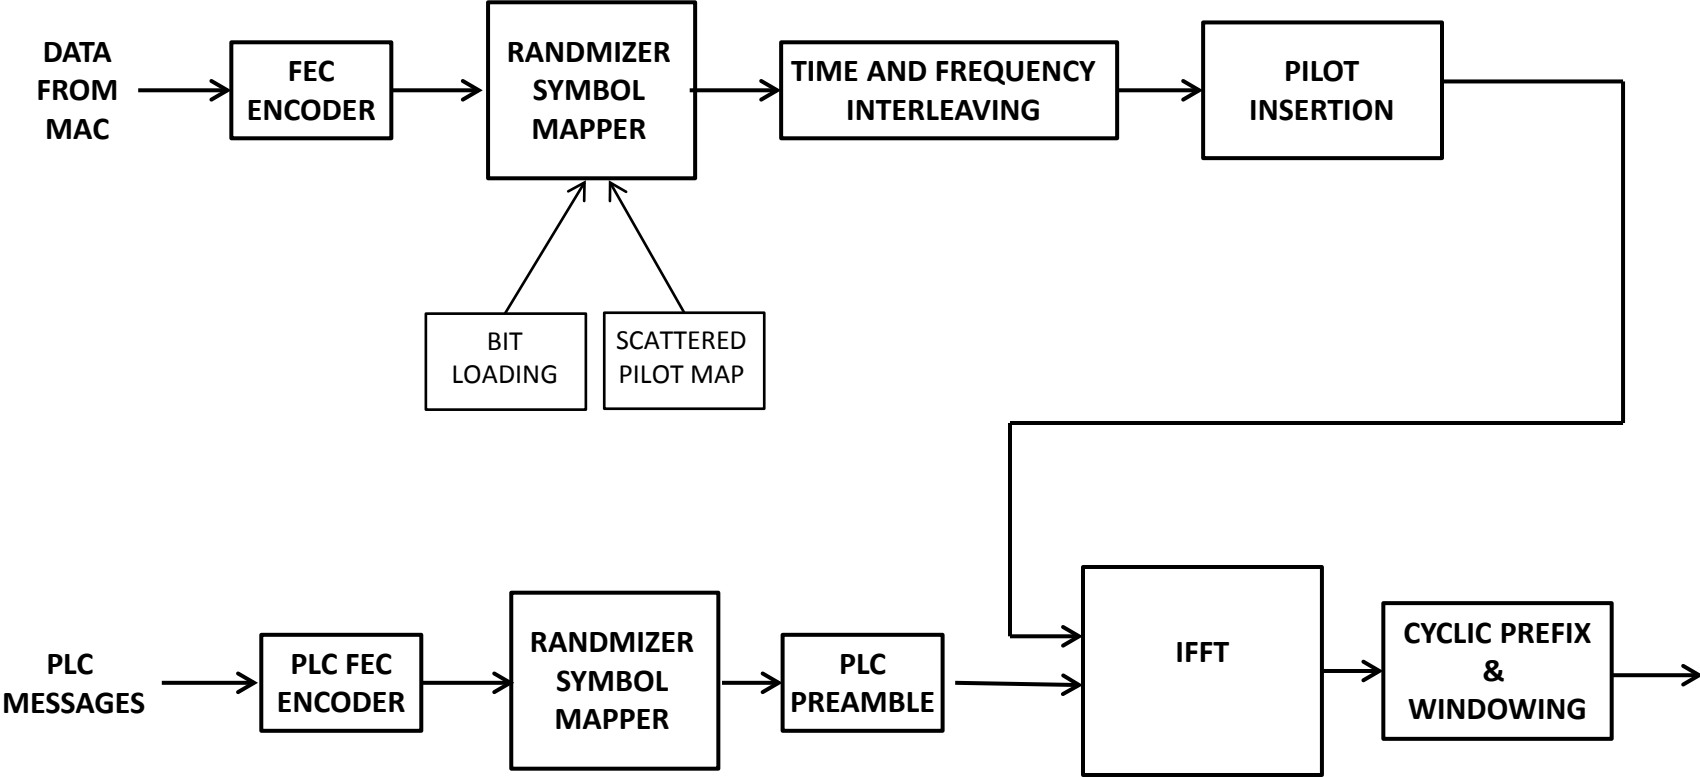 DATA
FROM
MAC
FEC
ENCODER
RANDMIZER
SYMBOL
MAPPER
TIME AND FREQUENCY
INTERLEAVING
PILOT
INSERTION
BIT
LOADING
SCATTERED
PILOT MAP
PLC
MESSAGES
PLC FEC
ENCODER
RANDMIZER
SYMBOL
MAPPER
PLC
PREAMBLE
IFFT
CYCLIC PREFIX
&
WINDOWING